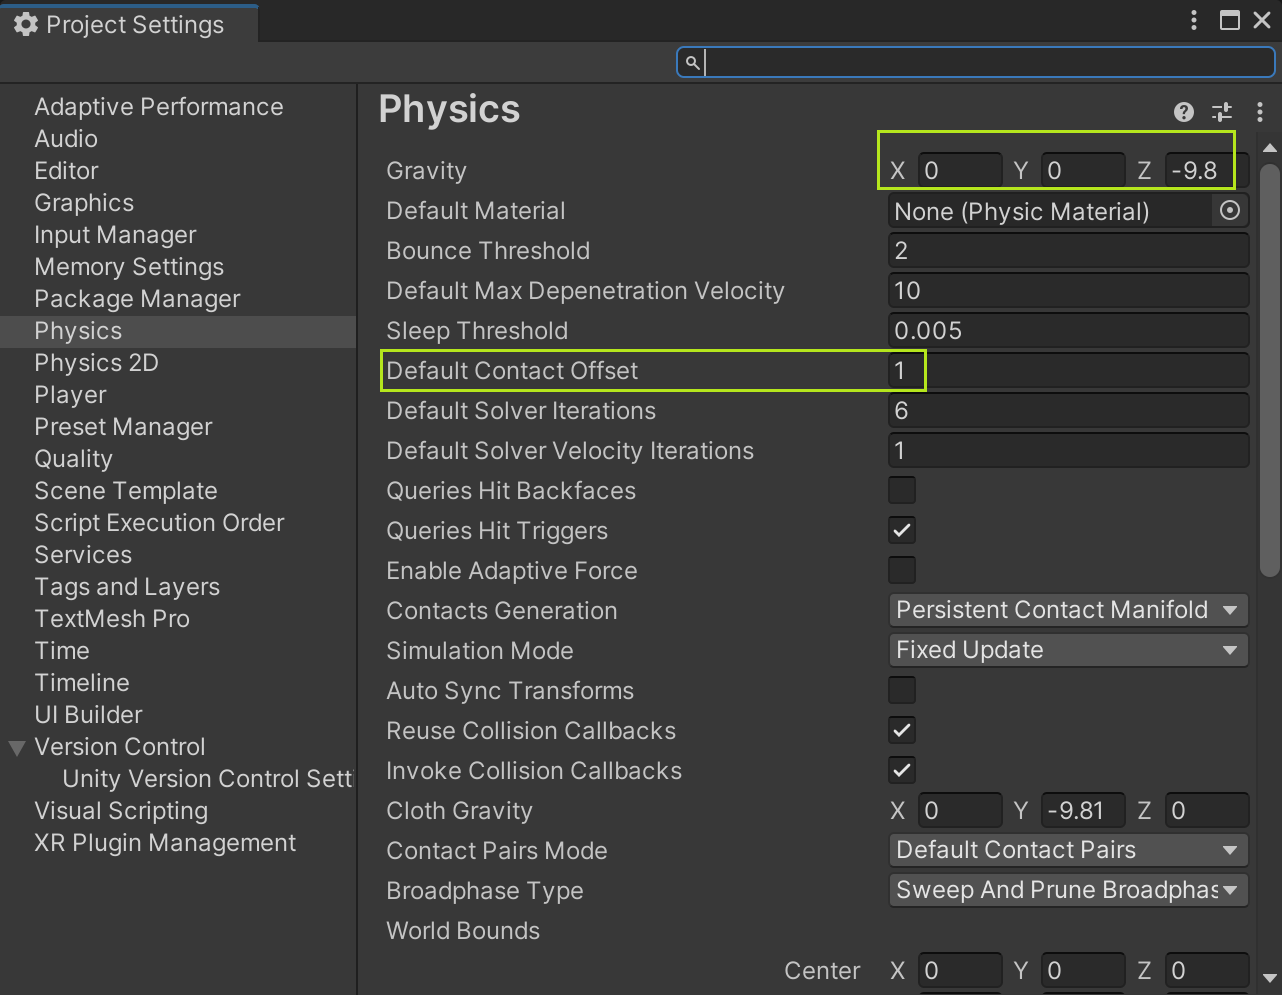 Project Settings
Adaptive Performance
Audio
Editor
Graphics
Input Manager
Memory Settings
Package Manager
Physics
Physics 2D
Player
Preset Manager
Quality
Scene Template
Script Execution Order
Services
Tags and Layers
TextMesh Pro
Time
Timeline
UI Builder
Version Control
Unity Version Control Sett
Visual Scripting
XR Plugin Management
Physics
Gravity X 0 Y 0 Z -9.8
Default Material None (Physic Material)
Bounce Threshold 2
Default Max Depenetration Velocity 10
Sleep Threshold 0.005
Default Contact Offset 1
Default Solver Iterations 6
Default Solver Velocity Iterations 1
Queries Hit Backfaces
Queries Hit Triggers
Enable Adaptive Force
Contacts Generation Persistent Contact Manifold
Simulation Mode Fixed Update
Auto Sync Transforms
Reuse Collision Callbacks
Invoke Collision Callbacks
Cloth Gravity X 0 Y -9.81 Z 0
Contact Pairs Mode Default Contact Pairs
Broadphase Type Sweep And Prune Broadphas
World Bounds
Center X 0 Y 0 Z 0